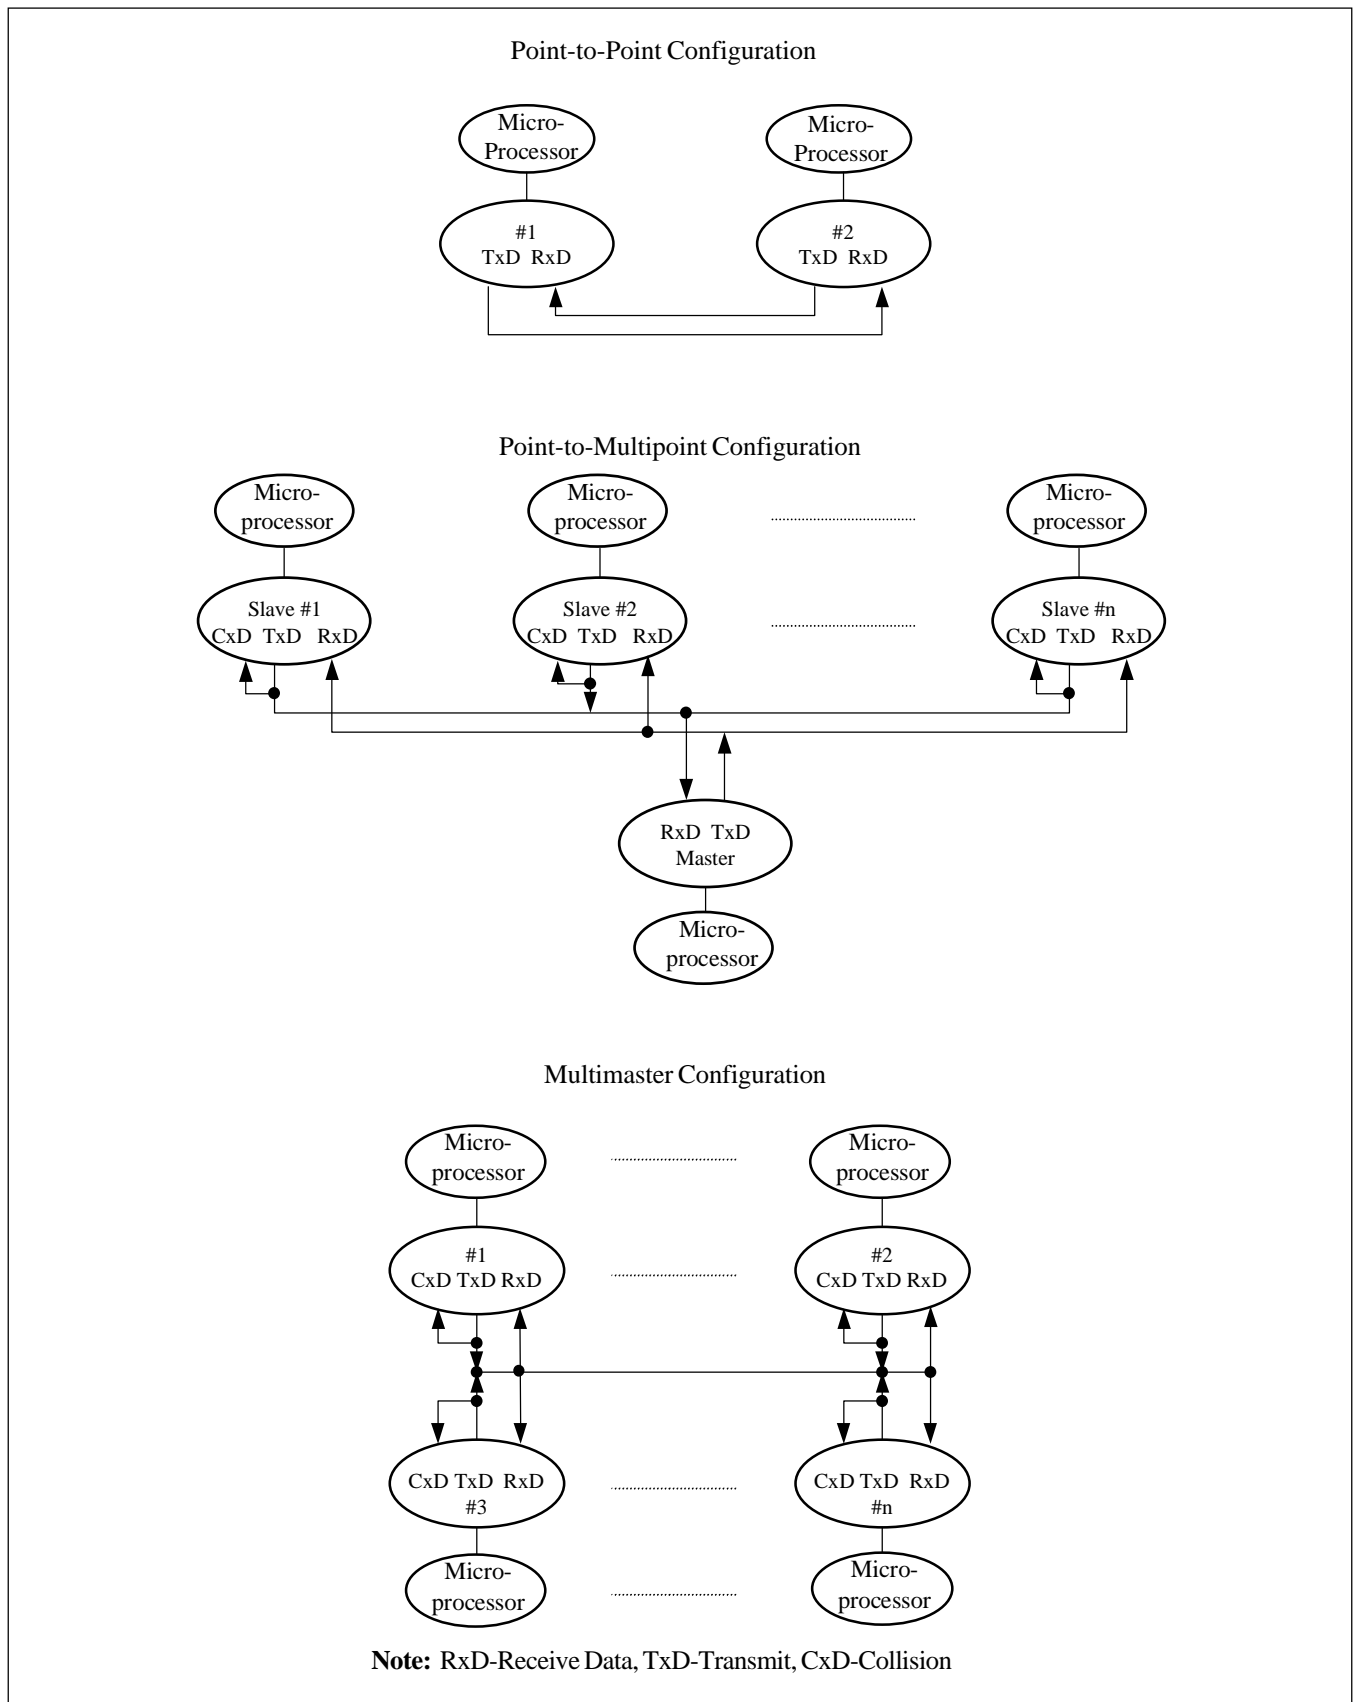 Point-to-Point Configuration
Micro-
Processor
Micro-
Processor
#1
TxD RxD
#2
TxD RxD
Point-to-Multipoint Configuration
Micro-
processor
Micro-
processor
Micro-
processor
Slave #1
CxD TxD RxD
Slave #2
CxD TxD RxD
Slave #n
CxD TxD RxD
RxD TxD
Master
Micro-
processor
Multimaster Configuration
Micro-
processor
Micro-
processor
#1
CxD TxD RxD
#2
CxD TxD RxD
CxD TxD RxD
#3
CxD TxD RxD
#n
Micro-
processor
Micro-
processor
Note: RxD-Receive Data, TxD-Transmit, CxD-Collision